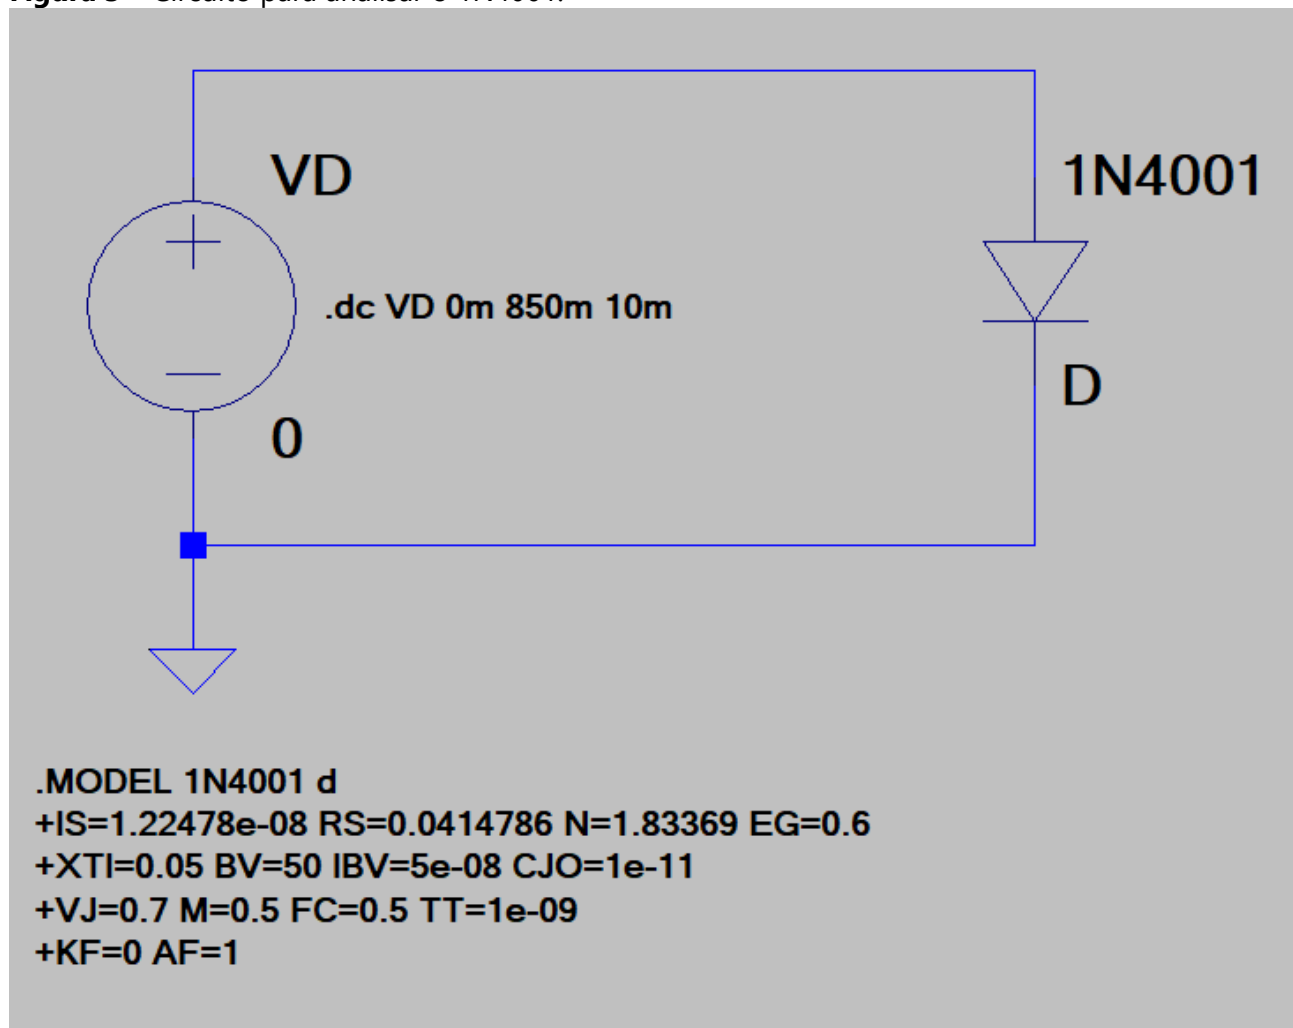 VD
1N4001
.dc VD 0m 850m 10m
D
0
.MODEL 1N4001 d
+IS=1.22478e-08 RS=0.0414786 N=1.83369 EG=0.6
+XTI=0.05 BV=50 IBV=5e-08 CJO=1e-11
+VJ=0.7 M=0.5 FC=0.5 TT=1e-09
+KF=0 AF=1